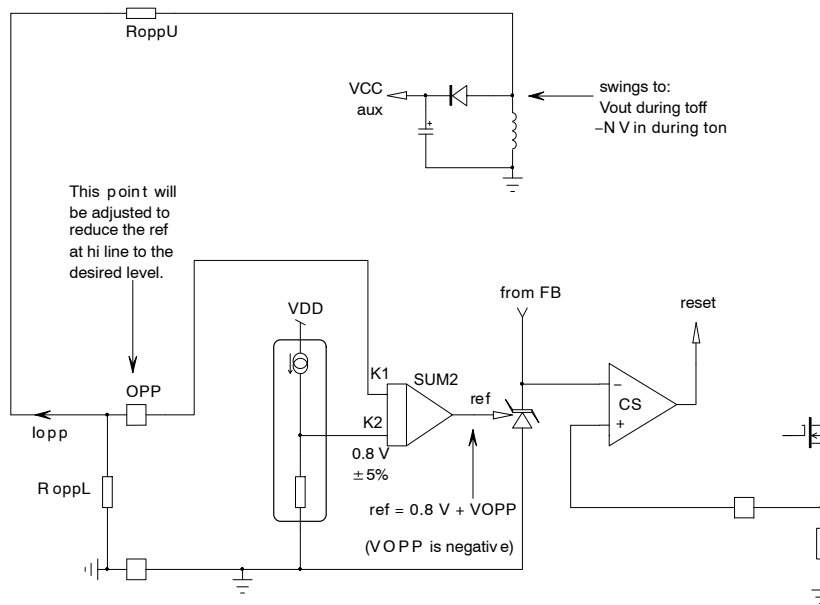 RoppU
VCC
aux
swings to:
Vout during toff
–N V in during ton
This point will
be adjusted to
reduce the ref
at hi line to the
desired level.
from FB
reset
VDD
K1
SUM2
OPP
ref
CS
–
+
Iopp
K2
0.8 V
±5%
RoppL
ref = 0.8 V + VOPP
(VOPP is negative)
+